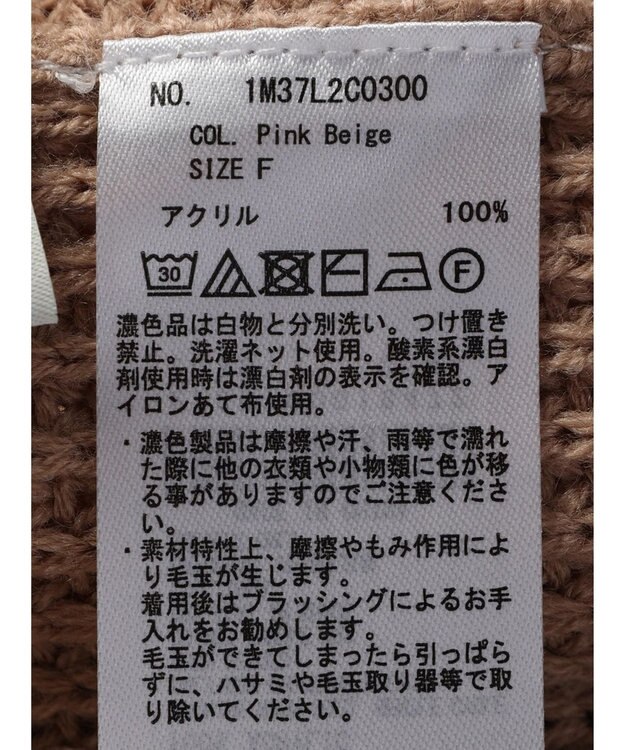 NO. 1M37L2C0300
COL. Pink Beige
SIZE F
アクリル 100%
30 F
濃色品は白物と分別洗い。つけ置き
禁止。洗濯ネット使用。酸素系漂白
剤使用時は漂白剤の表示を確認。ア
イロンあて布使用。
・濃色製品は摩擦や汗、雨等で濡れ
た際に他の衣類や小物類に色が移
る事がありますのでご注意くださ
い。
・素材特性上、摩擦やもみ作用によ
り毛玉が生じます。
着用後はブラッシングによるお手
入れをお勧めします。
毛玉ができてしまったら引っぱら
ずに、ハサミや毛玉取り器等で取
り除いてください。